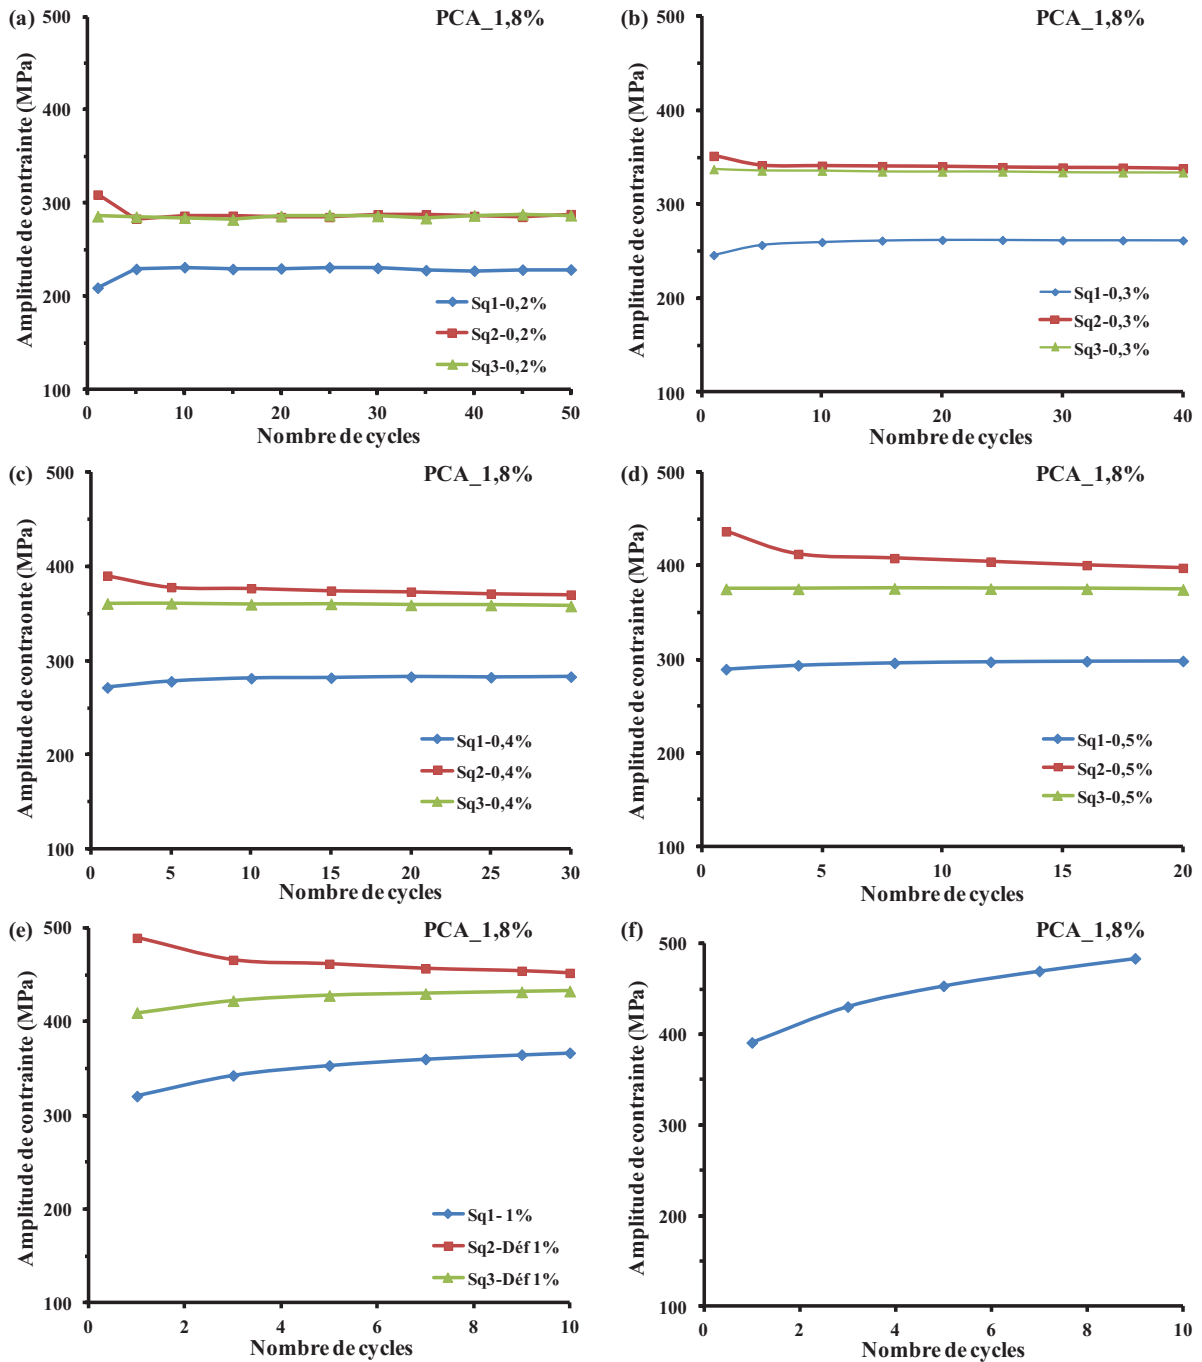 (a)
PCA_1,8%
500
400
300
200
100
Amplitude de contrainte (MPa)
Sq1-0,2%
Sq2-0,2%
Sq3-0,2%
0
10
20
30
40
50
Nombre de cycles
(b)
PCA_1,8%
500
400
300
200
100
Amplitude de contrainte (MPa)
Sq1-0,3%
Sq2-0,3%
Sq3-0,3%
0
10
20
30
40
Nombre de cycles
(c)
PCA_1,8%
500
400
300
200
100
Amplitude de contraonte (MPa)
Sq1-0,4%
Sq2-0,4%
Sq3-0,4%
0
5
10
15
20
25
30
Nombre de cycles
(d)
PCA_1,8%
500
400
300
200
100
Amplitude de contrainte (MPa)
Sq1-0,5%
Sq2-0,5%
Sq3-0,5%
0
5
10
15
20
Nombre de cycles
(e)
PCA_1,8%
500
400
300
200
100
Amplitude de contrainte (MPa)
Sq1- 1%
Sq2-Déf 1%
Sq3-Déf 1%
0
2
4
6
8
10
Nombre de cycles
(f)
PCA_1,8%
500
400
300
200
100
Amplitude de contrainte (MPa)
0
2
4
6
8
10
Nombre de cycles